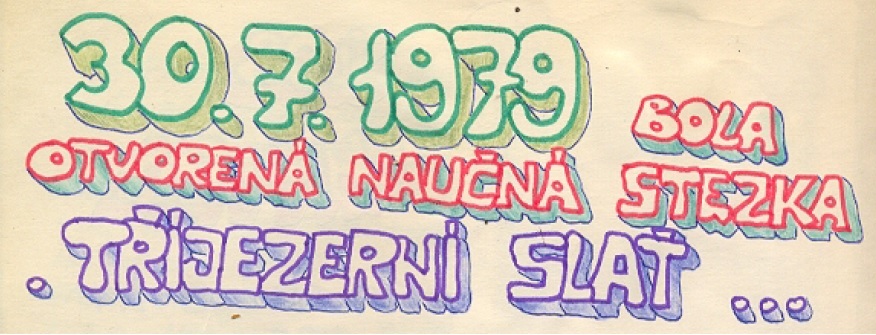 30.7.1979 BOLA
OTVORENÁ NAUČNÁ STEZKA
. TŘÍJEZERNÍ SLAŤ ...